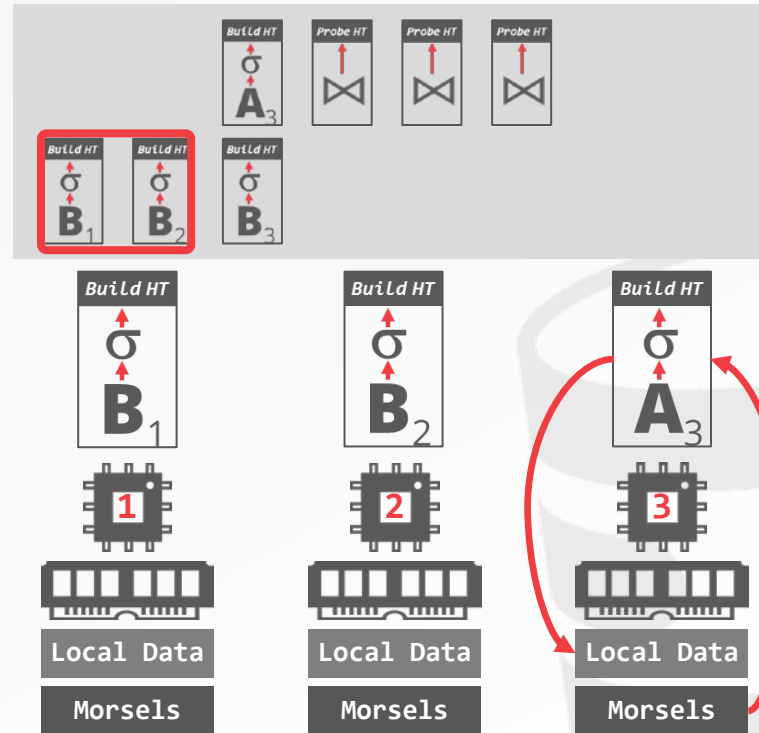 Build HT Probe HT Probe HT Probe HT
σ
A3
Build HT Build HT Build HT
σ σ σ
B1 B2 B3
Build HT Build HT Build HT
σ σ σ
B1 B2 A3
1 2 3
Local Data Local Data Local Data
Morsels Morsels Morsels